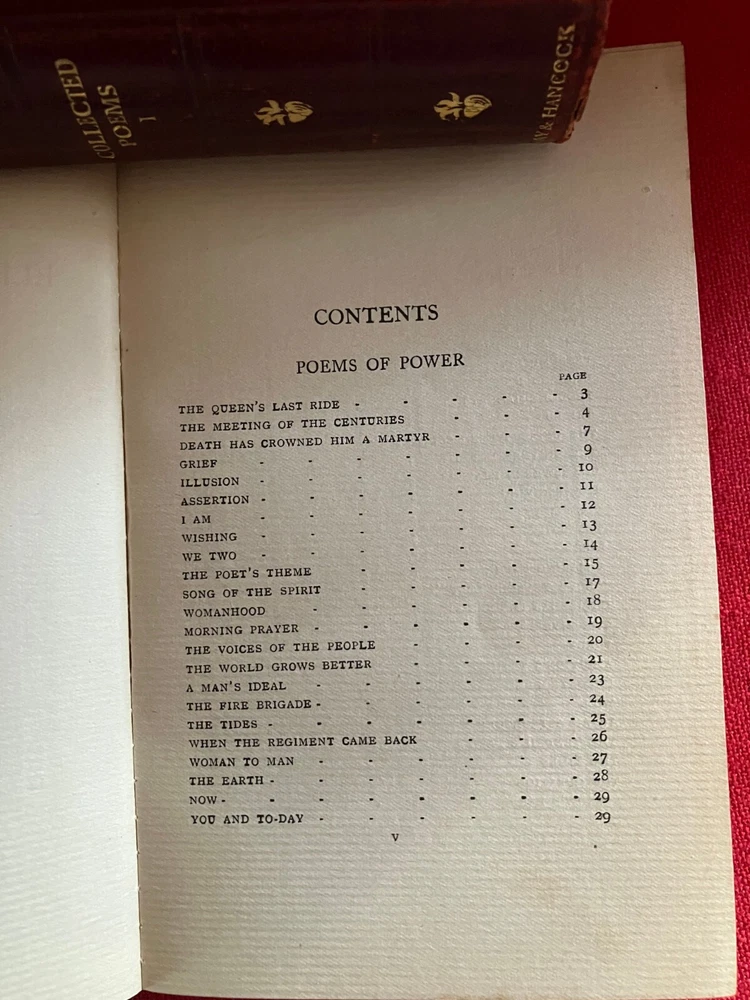 COLLECTED
POEMS
I
& HANCOCK
CONTENTS
POEMS OF POWER
PAGE
THE QUEEN'S LAST RIDE - - - - - 3
THE MEETING OF THE CENTURIES - - - 4
DEATH HAS CROWNED HIM A MARTYR - - - 7
GRIEF - - - - - - - 9
ILLUSION - - - - - - - 10
ASSERTION - - - - - - - 11
I AM - - - - - - - 12
WISHING - - - - - - - 13
WE TWO - - - - - - - 14
THE POET'S THEME - - - - - 15
SONG OF THE SPIRIT - - - - - 17
WOMANHOOD - - - - - - 18
MORNING PRAYER - - - - - - 19
THE VOICES OF THE PEOPLE - - - - 20
THE WORLD GROWS BETTER - - - - 21
A MAN'S IDEAL - - - - - - 23
THE FIRE BRIGADE - - - - - - 24
THE TIDES - - - - - - - 25
WHEN THE REGIMENT CAME BACK - - - 26
WOMAN TO MAN - - - - - - 27
THE EARTH - - - - - - - 28
NOW - - - - - - - - 29
YOU AND TO-DAY - - - - - - 29
V